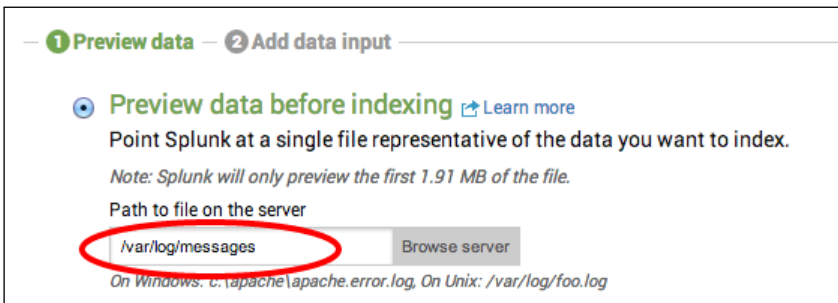 1 Preview data 2 Add data input
Preview data before indexing Learn more
Point Splunk at a single file representative of the data you want to index.
Note: Splunk will only preview the first 1.91 MB of the file.
Path to file on the server
/var/log/messages Browse server
On Windows: c:\apache\apache.error.log, On Unix: /var/log/foo.log